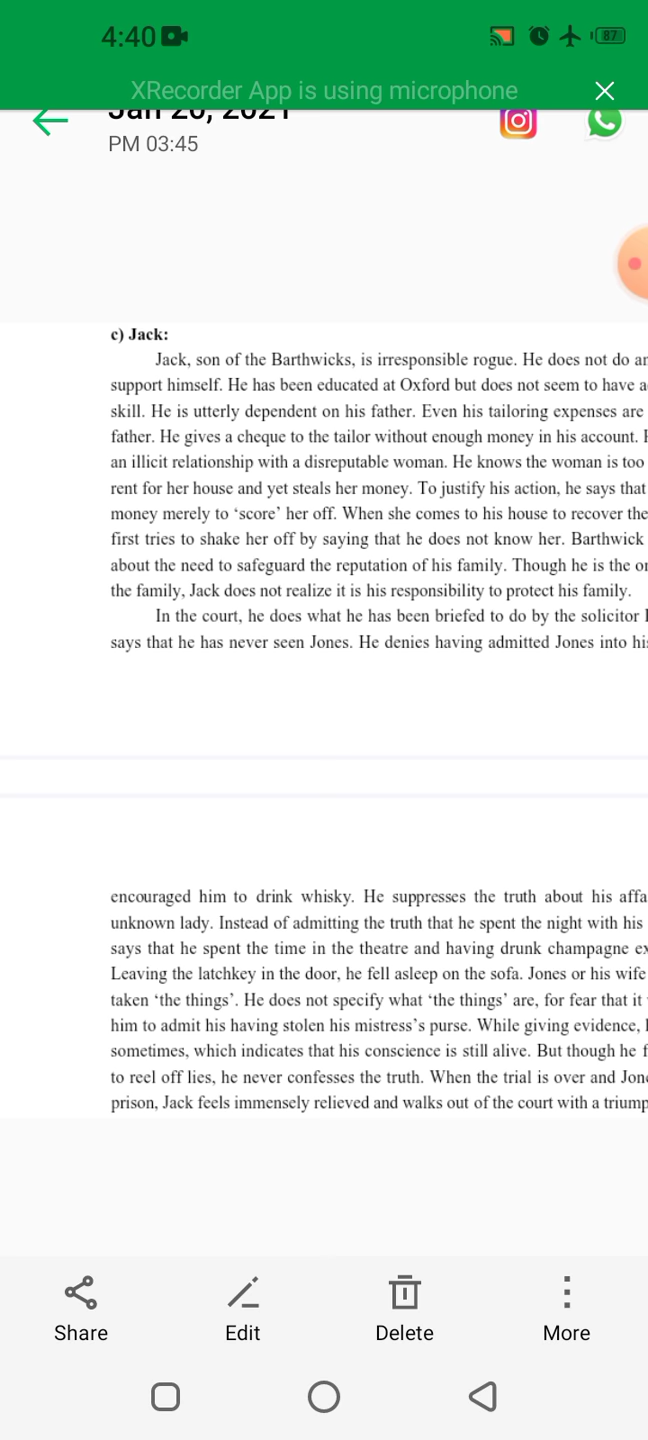 4:40
87
XRecorder App is using microphone
Jan 20, 2021
PM 03:45
c) Jack:
Jack, son of the Barthwicks, is irresponsible rogue. He does not do
support himself. He has been educated at Oxford but does not seem to have
skill. He is utterly dependent on his father. Even his tailoring expenses are
father. He gives a cheque to the tailor without enough money in his account.
an illicit relationship with a disreputable woman. He knows the woman is too
rent for her house and yet steals her money. To justify his action, he says that
money merely to ‘score’ her off. When she comes to his house to recover the
first tries to shake her off by saying that he does not know her. Barthwick
about the need to safeguard the reputation of his family. Though he is the
the family, Jack does not realize it is his responsibility to protect his family.
In the court, he does what he has been briefed to do by the solicitor
says that he has never seen Jones. He denies having admitted Jones into
encouraged him to drink whisky. He suppresses the truth about his
unknown lady. Instead of admitting the truth that he spent the night with his
says that he spent the time in the theatre and having drunk champagne
Leaving the latchkey in the door, he fell asleep on the sofa. Jones or his wife
taken ‘the things’. He does not specify what ‘the things’ are, for fear that it
him to admit his having stolen his mistress’s purse. While giving evidence,
sometimes, which indicates that his conscience is still alive. But though he
to reel off lies, he never confesses the truth. When the trial is over and
prison, Jack feels immensely relieved and walks out of the court with a
Share Edit Delete More